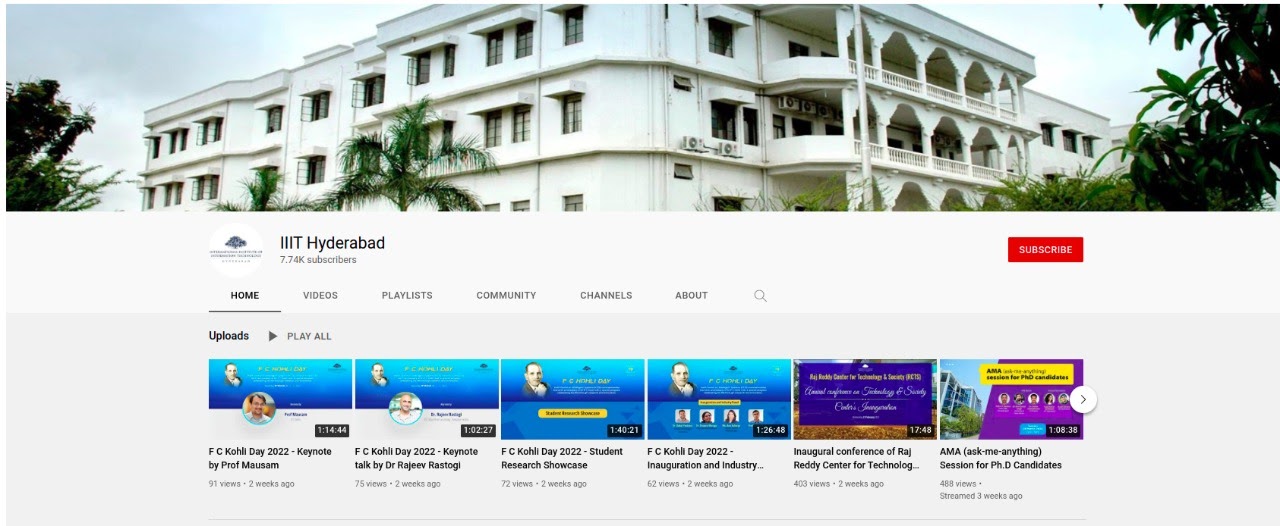 INTERNATIONAL INSTITUTE OF
INFORMATION TECHNOLOGY
HYDERABAD
IIIT Hyderabad
7.74K subscribers
SUBSCRIBE
HOME VIDEOS PLAYLISTS COMMUNITY CHANNELS ABOUT
Uploads PLAY ALL
F C KOHLI DAY
Prof Mausam
1:14:44
F C KOHLI DAY
Dr. Rajeev Rastogi
1:02:27
F C KOHLI DAY
Student Research Showcase
1:40:21
F C KOHLI DAY
1:26:48
Raj Reddy Center for Technology & Society (RCTS)
Annual conference on Technology & Society
Center's Inauguration
17:48
AMA (ask-me-anything)
session for PhD candidates
1:08:38
F C Kohli Day 2022 - Keynote
by Prof Mausam
91 views • 2 weeks ago
F C Kohli Day 2022 - Keynote
talk by Dr Rajeev Rastogi
75 views • 2 weeks ago
F C Kohli Day 2022 - Student
Research Showcase
72 views • 2 weeks ago
F C Kohli Day 2022 -
Inauguration and Industry...
62 views • 2 weeks ago
Inaugural conference of Raj
Reddy Center for Technolog...
403 views • 2 weeks ago
AMA (ask-me-anything)
Session for Ph.D Candidates
488 views •
Streamed 3 weeks ago